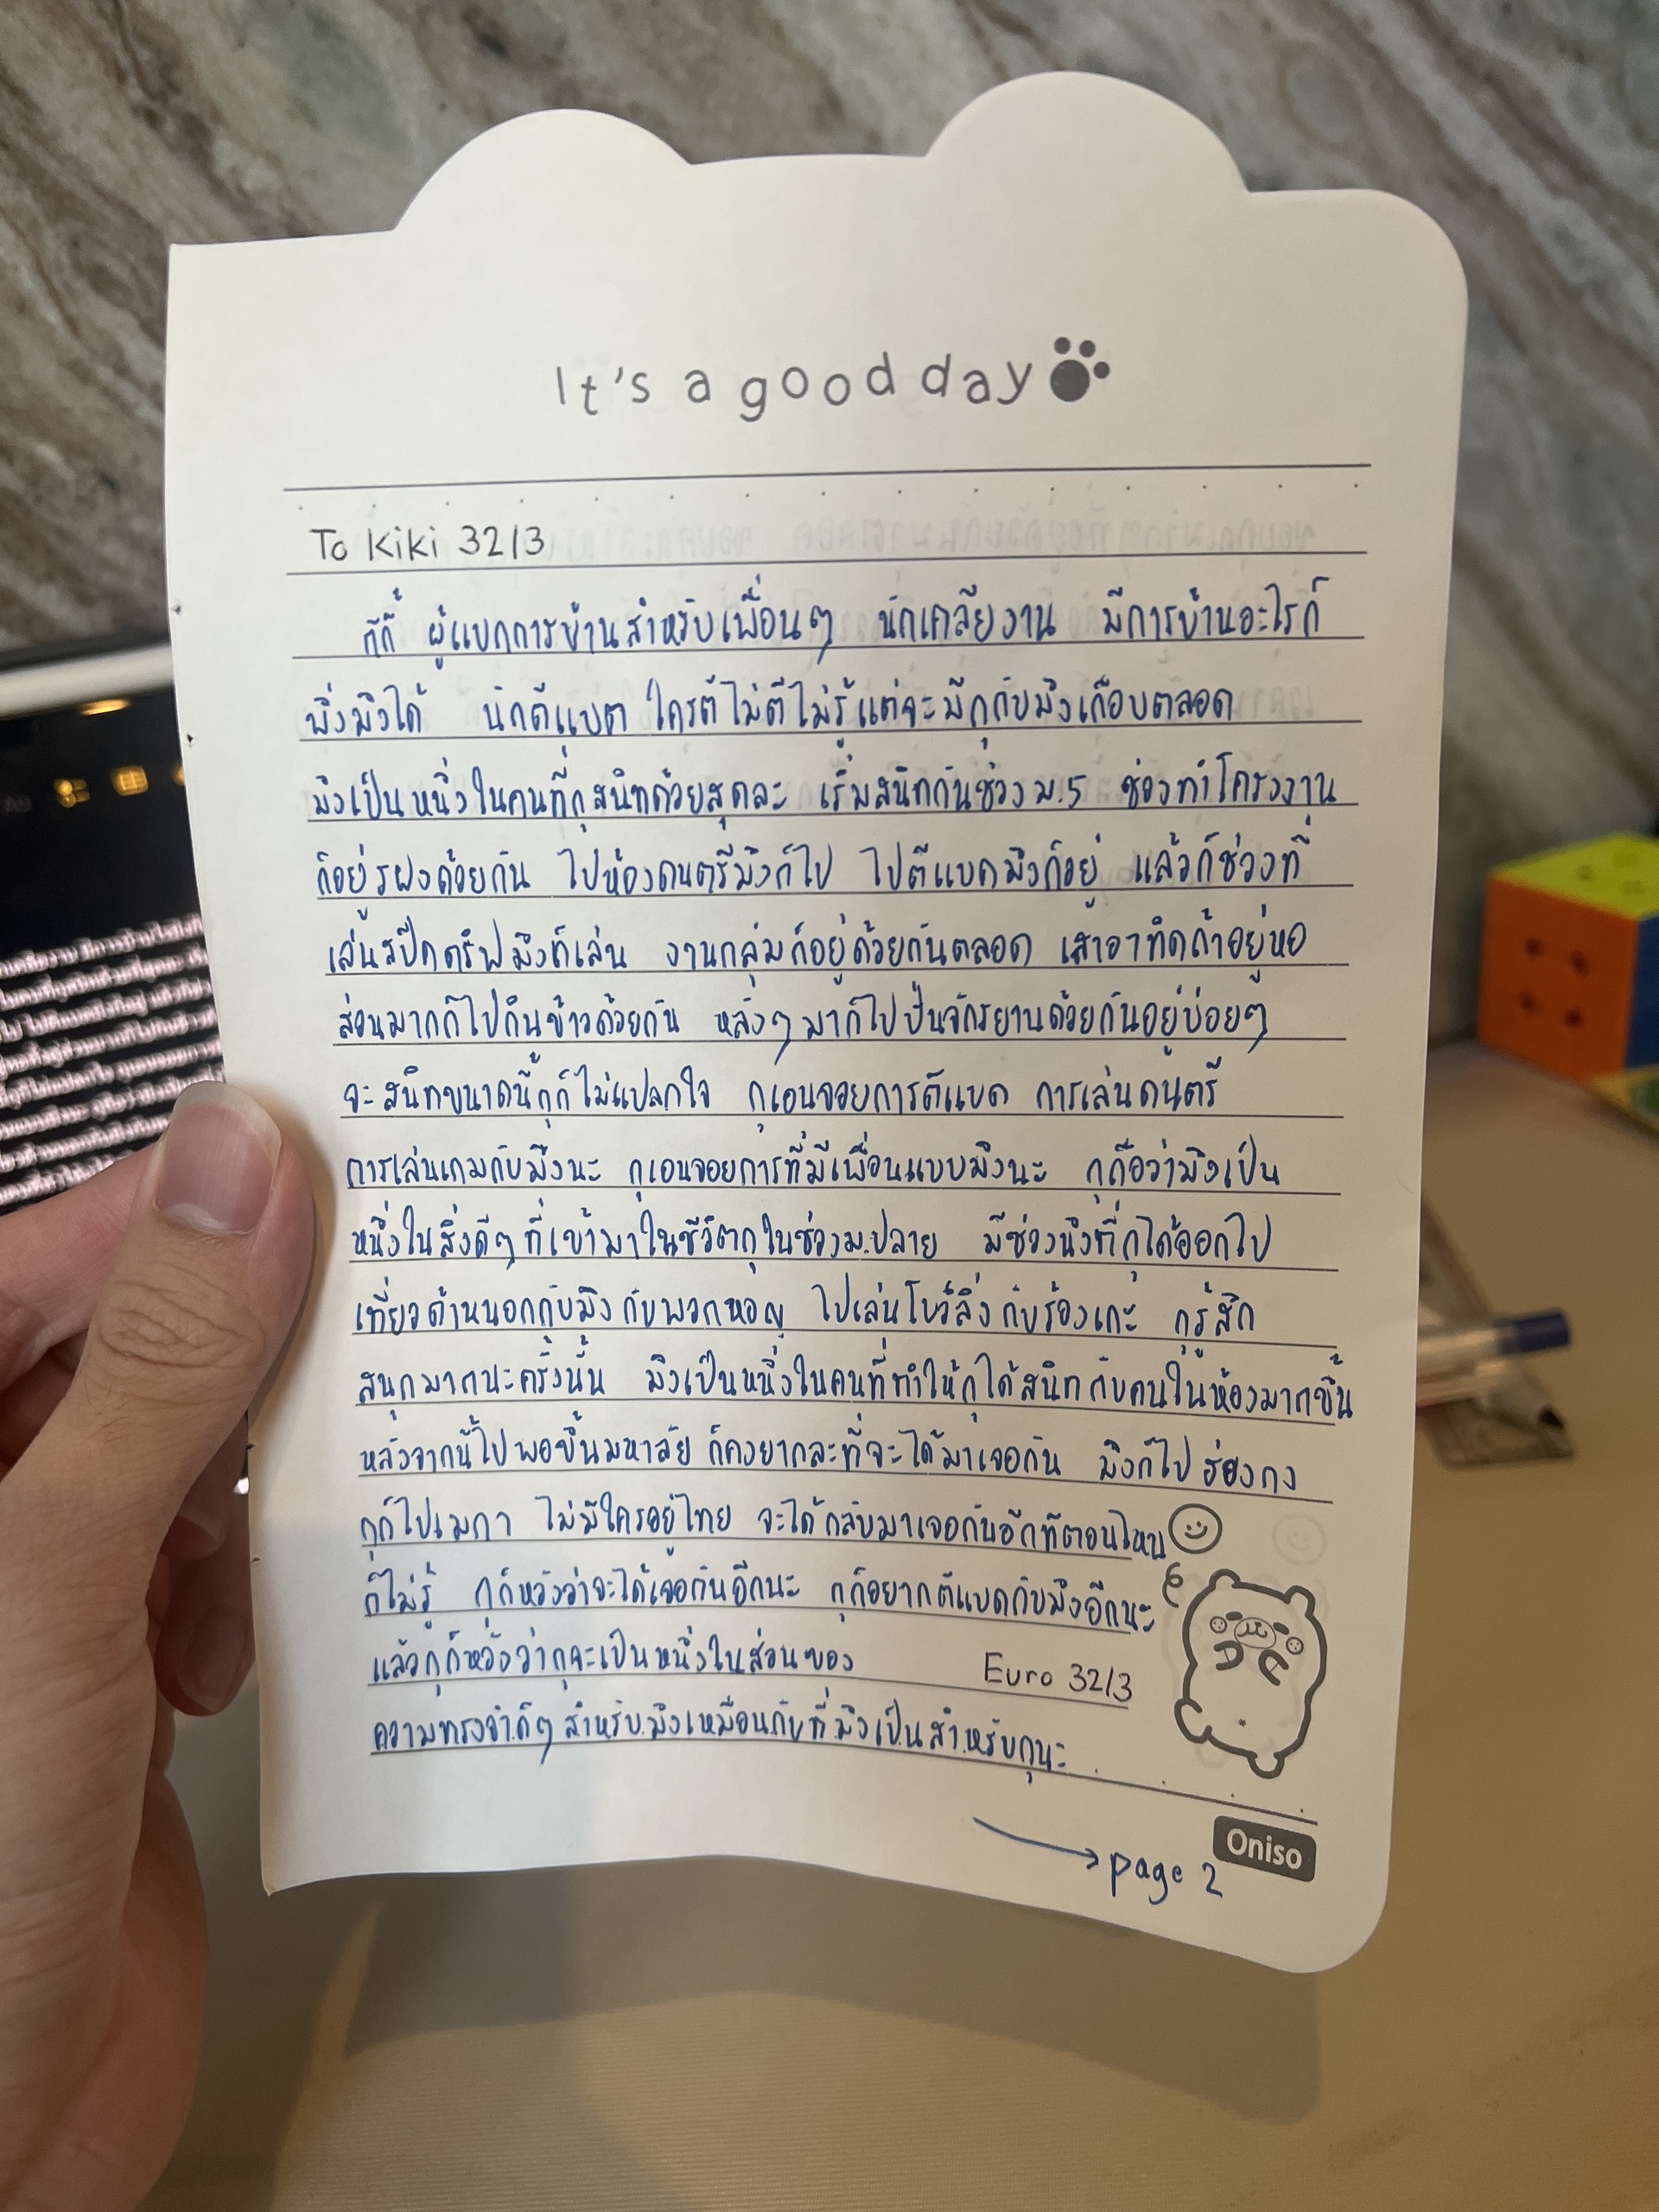 It's a good day
To Kiki 32/3
กีกี้ ผู้แบกการบ้านสำหรับเพื่อนๆ นักเคลียงาน มีการบ้านอะไรก็
พึ่งมึงได้ นักตีแบต ใครตีไม่ตีไม่รู้แต่จะมีกูกับมึงเกือบตลอด
มึงเป็นหนึ่งในคนที่กูสนิทด้วยสุดละ เริ่มสนิทกันช่วงม.5 ช่วงทำโครงงาน
ก็อยู่รฝงด้วยกัน ไปห้องดนตรีมึงก็ไป ไปตีแบดมึงก็อยู่ แล้วก็ช่วงที่
เล่นสปีดดริฟมึงก็เล่น งานกลุ่มก็อยู่ด้วยกันตลอด เสาอาทิดถ้าอยู่หอ
ส่วนมากก็ไปกินข้าวด้วยกัน หลังๆมาก็ไปปั่นจักรยานด้วยกันอยู่บ่อยๆ
จะสนิทขนาดนี้กูก็ไม่แปลกใจ กูเอนจอยการตีแบด การเล่นดนตรี
การเล่นเกมกับมึงนะ กูเอนจอยการที่มีเพื่อนแบบมึงนะ กูถือว่ามึงเป็น
หนึ่งในสิ่งดีๆที่เข้ามาในชีวิตกูในช่วงม.ปลาย มีช่วงนึงที่กูได้ออกไป
เที่ยวด้านนอกกับมึง กับพวกหอญ ไปเล่นโบว์ลิ่งกับร้องเกะ กูรู้สึก
สนุกมากนะครั้งนั้น มึงเป็นหนึ่งในคนที่ทำให้กูได้สนิทกับคนในห้องมากขึ้น
หลังจากนี้ไปพอขึ้นมหาลัย ก็คงยากละที่จะได้มาเจอกัน มึงก็ไปฮ่องกง
กูก็ไปเมกา ไม่มีใครอยู่ไทย จะได้กลับมาเจอกันอีกทีตอนไหน
ก็ไม่รู้ กูก็หวังว่าจะได้เจอกันอีกนะ กูก็อยากตีแบดกับมึงอีกนะ
แล้วกูก็หวังว่ากูจะเป็นหนึ่งในส่วนของ
Euro 32/3
ความทรงจำดีๆสำหรับมึงเหมือนกับที่มึงเป็นสำหรับกูนะ
Oniso
page 2